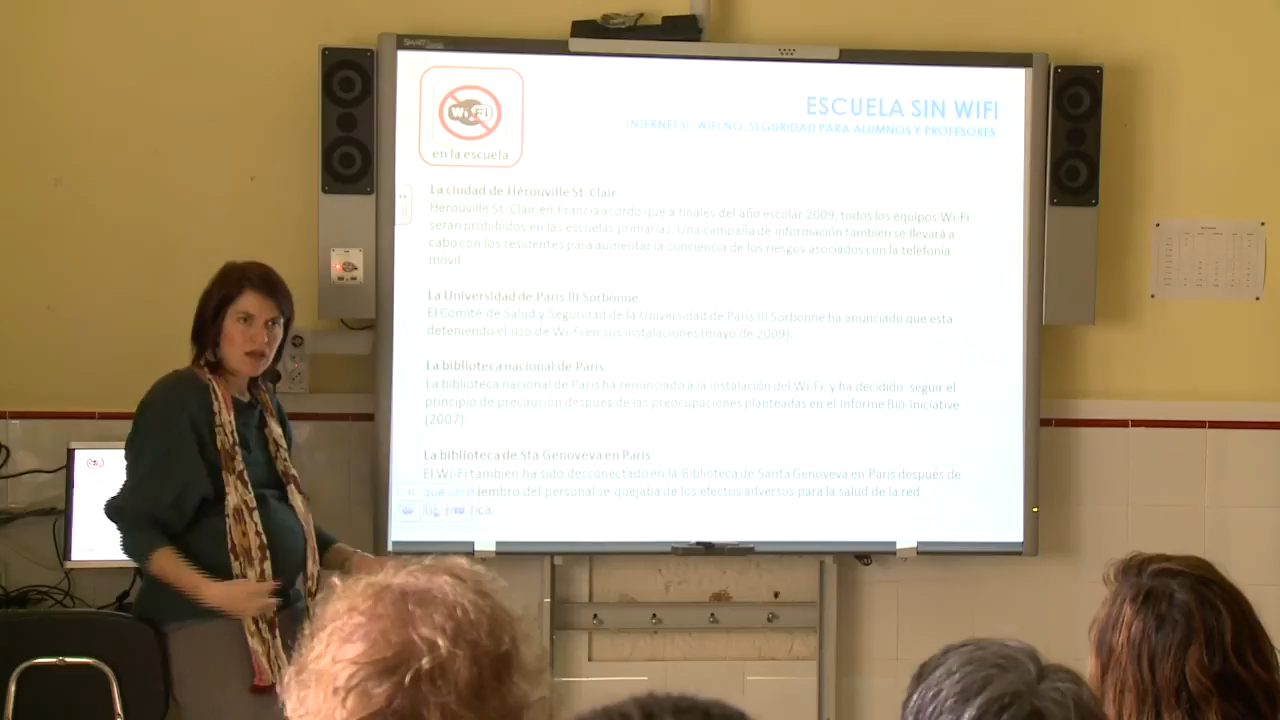 SMART
Wi Fi
en la escuela
ESCUELA SIN WIFI
INTERNET SI, WIFI NO: SEGURIDAD PARA ALUMNOS Y PROFESORES
La ciudad de Hérouville St. Clair
Hérouville St. Clair en Francia acordó que a finales del año escolar 2009, todos los equipos Wi-Fi
serán prohibidos en las escuelas primarias. Una campaña de información también se llevará a
cabo con los residentes para aumentar la conciencia de los riesgos asociados con la telefonía
móvil.
La Universidad de Paris III Sorbonne
El Comité de Salud y Seguridad de la Universidad de Paris III Sorbonne ha anunciado que está
deteniendo el uso de Wi-Fi en sus instalaciones (mayo de 2009).
La biblioteca nacional de Paris
La biblioteca nacional de Paris ha renunciado a la instalación del Wi-Fi, y ha decidido seguir el
principio de precaución después de las preocupaciones planteadas en el Informe Bio-Iniciative
(2007).
La biblioteca de Sta Genoveva en Paris
El Wi-Fi también ha sido desconectado en la Biblioteca de Santa Genoveva en Paris después de
que un miembro del personal se quejaba de los efectos adversos para la salud de la red
ca.